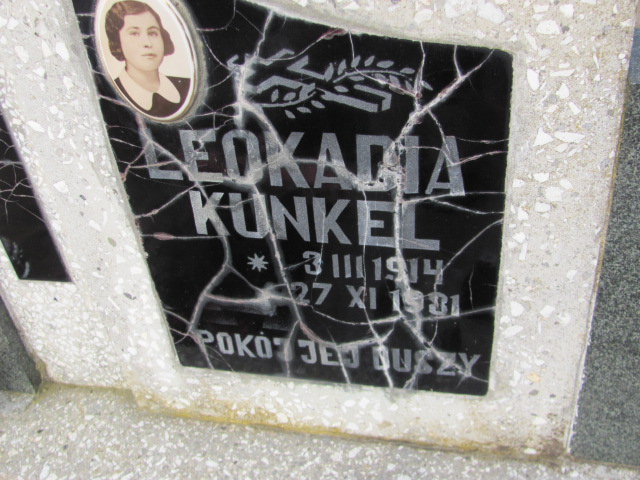 LEOKADIA
KUNKEL
* 3 III 1914
27 XI 1981
POKÓJ JEJ DUSZY